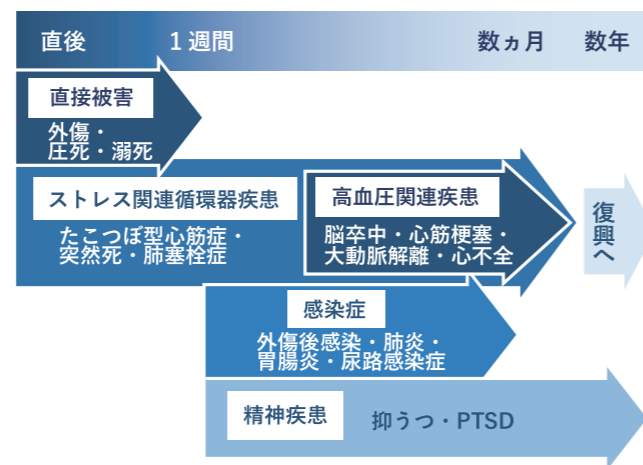 直後 1週間 数ヵ月 数年
直接被害
外傷・
圧死・溺死
ストレス関連循環器疾患
たこつぼ型心筋症・
突然死・肺塞栓症
高血圧関連疾患
脳卒中・心筋梗塞・
大動脈解離・心不全
復興へ
感染症
外傷後感染・肺炎・
胃腸炎・尿路感染症
精神疾患
抑うつ・PTSD